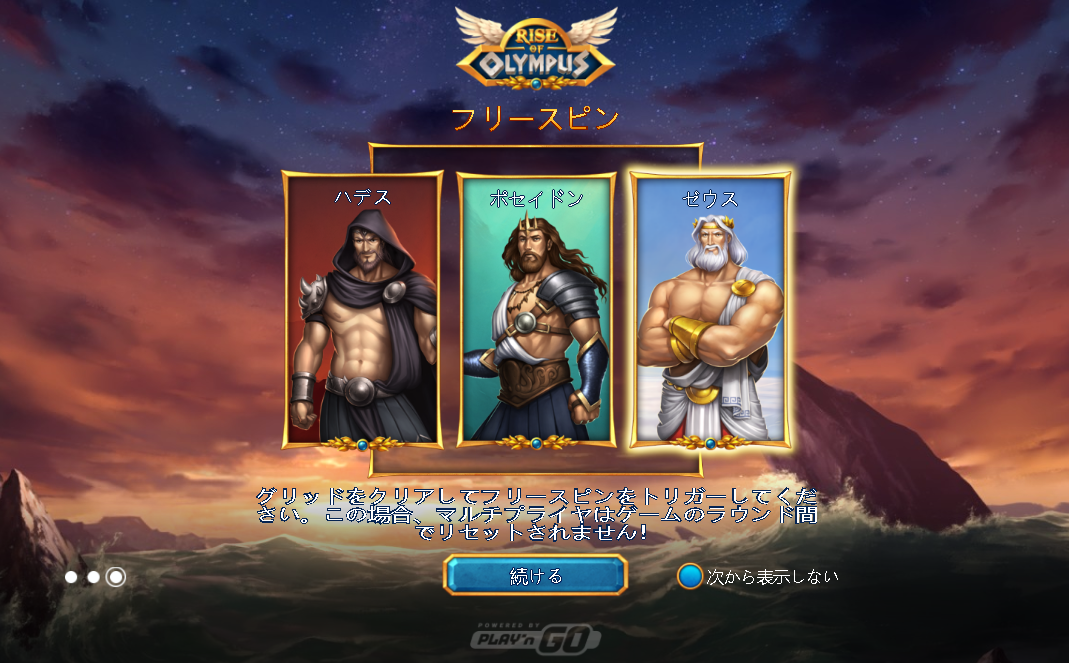 RISE
OF
OLYMPUS
フリースピン
ハデス
ポセイドン
ゼウス
グリッドをクリアしてフリースピンをトリガーしてくだ
さい。この場合、マルチプライヤはゲームのラウンド間
でリセットされません!
続ける
次から表示しない
POWERED BY
PLAY'n GO